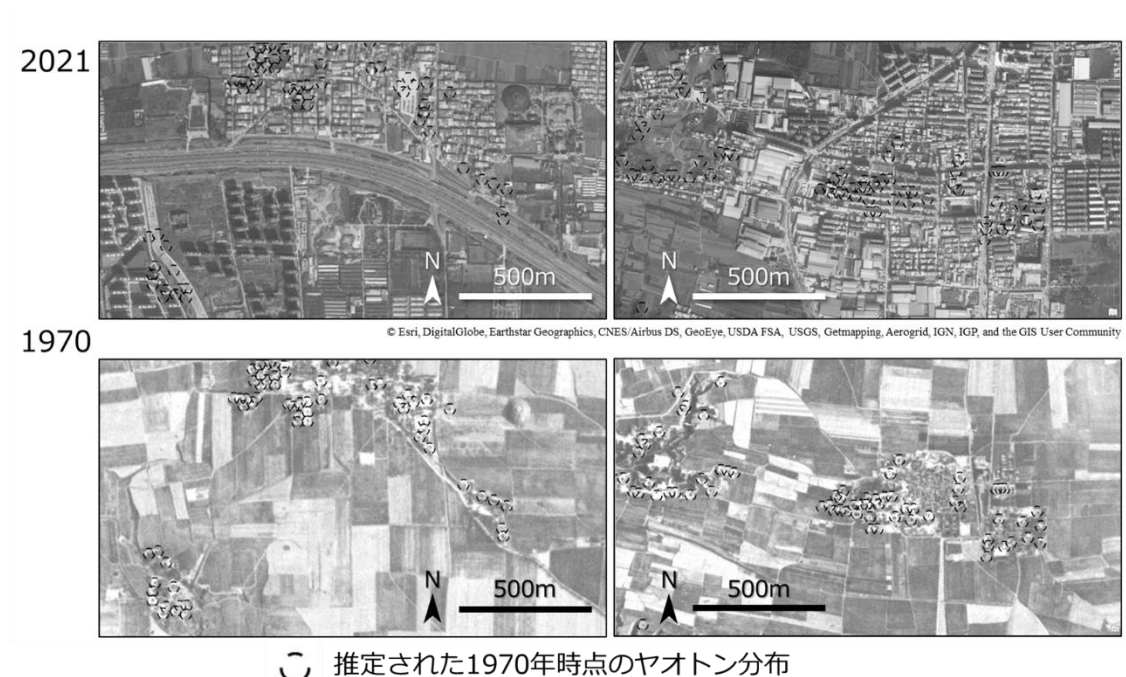 2021
N
500m
N
500m
© Esri, DigitalGlobe, Earthstar Geographics, CNES/Airbus DS, GeoEye, USDA FSA, USGS, Getmapping, Aerogrid, IGN, IGP, and the GIS User Community
1970
N
500m
N
500m
推定された1970年時点のヤオトン分布